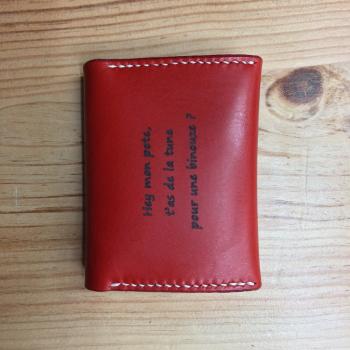 Hey mon pote,
t'as de la tune
pour une binouze ?